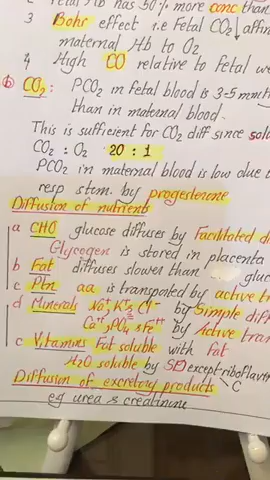 2 Fetal Hb has 50% more conc than
3 Bohr effect i.e Fetal CO2 ↓ affin
maternal Hb to O2
4 High CO relative to fetal we
b CO2: PCO2 in fetal blood is 3-5 mmH
than in maternal blood.
This is sufficient for CO2 diff since sol
CO2 : O2 20 : 1
PCO2 in maternal blood is low due
resp stem. by progesterone
Diffusion of nutrients
a CHO glucose diffuses by Facilitated di
Glycogen is stored in placenta
b Fat diffuses slower than gluc
c Ptn aa is transported by active tr
d Minerals Na+, K+, Cl- by Simple diff
Ca++, PO4 & Fe++ by Active tran
c Vitamins Fat soluble with fat
H2O soluble by SD except riboflavin
C
Diffusion of excretory products
eg urea & creatinine